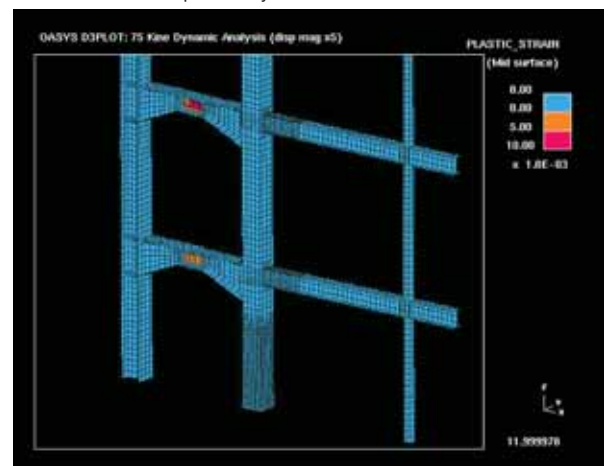 OASYS D3PLOT: 75 Kine Dynamic Analysis (disp mag x5)
PLASTIC_STRAIN
(Mid surface)
0.00
0.00
5.00
10.00
x 1.0E-03
Z
Y
X
11.999978